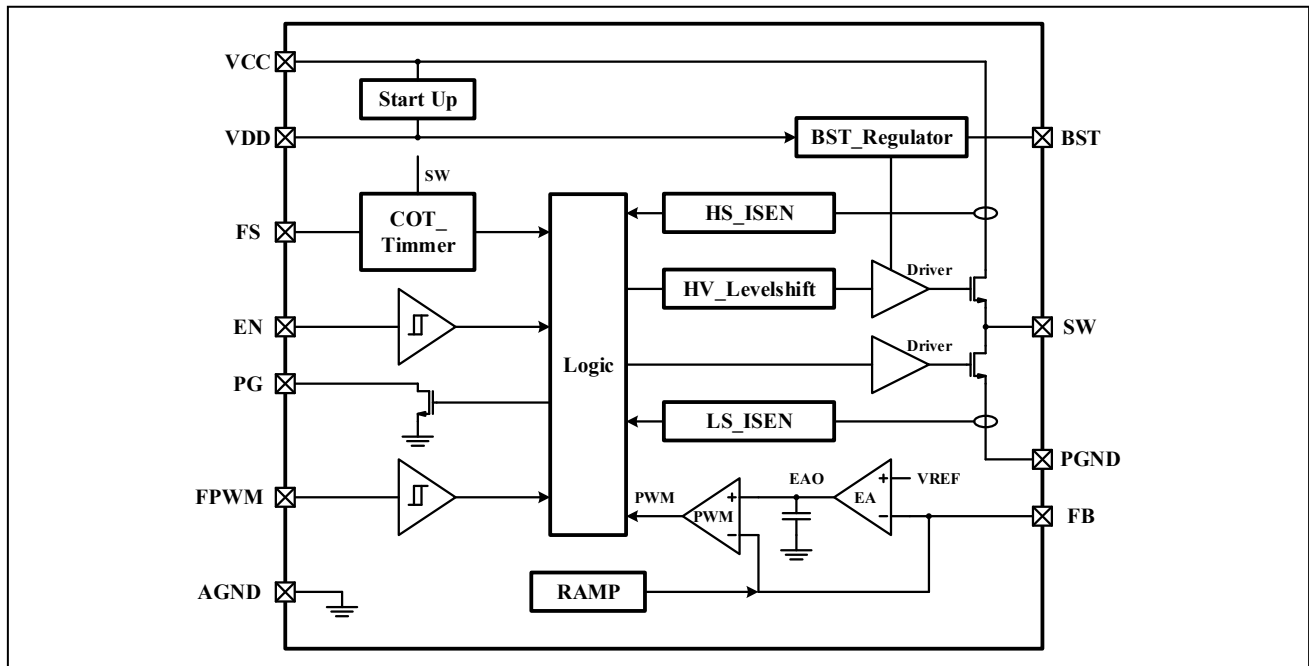 VCC
Start Up
VDD
BST_Regulator
BST
SW
FS
COT_
Timmer
HS_ISEN
HV_Levelshift
Driver
EN
SW
PG
Logic
Driver
LS_ISEN
PGND
FPWM
PWM
PWM
+
−
EAO
EA
+
−
VREF
FB
AGND
RAMP